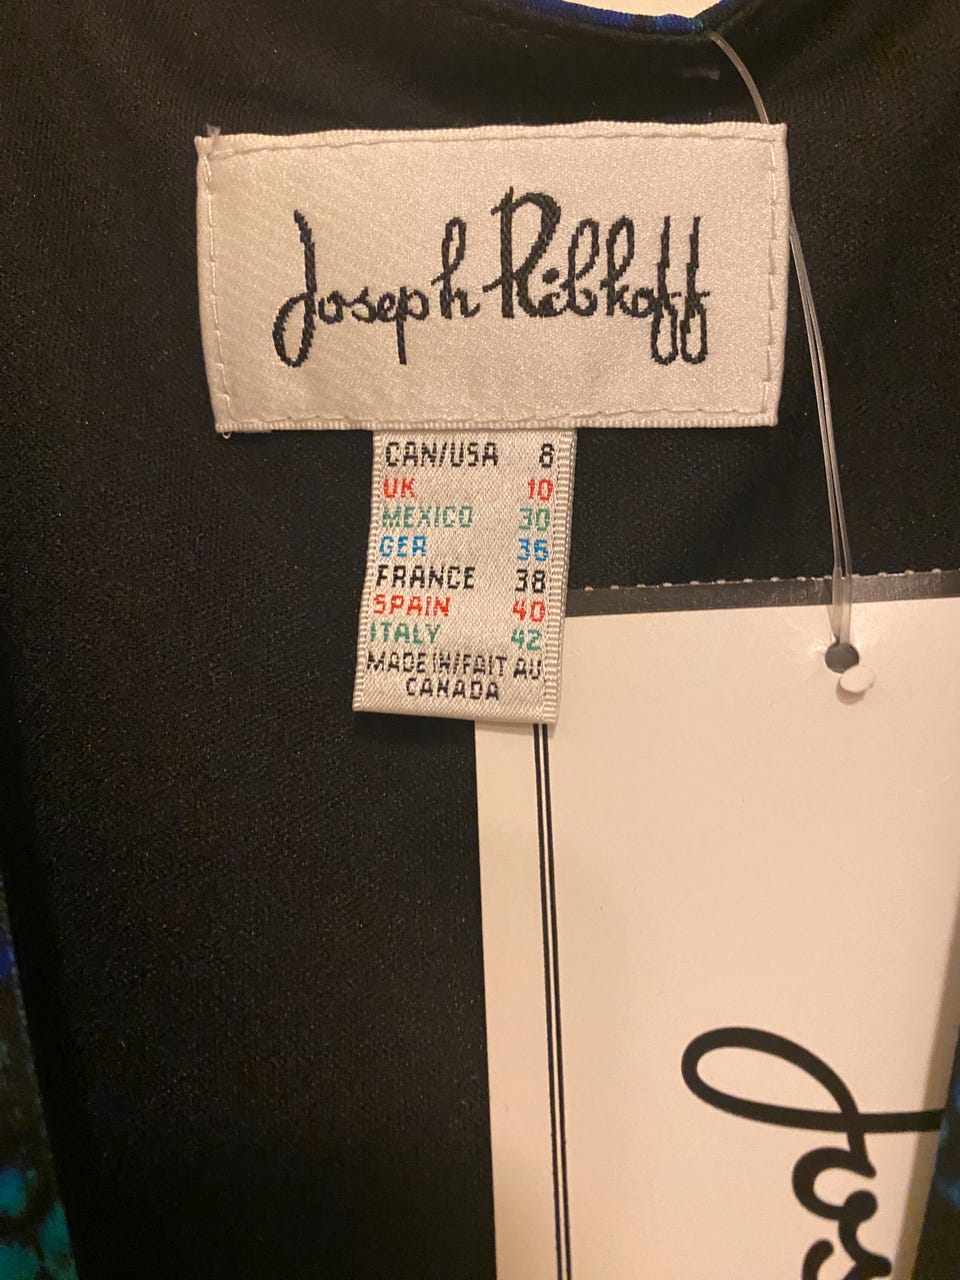 Joseph Ribkoff
CAN/USA 8
UK 10
MEXICO 30
GER 36
FRANCE 38
SPAIN 40
ITALY 42
MADE IN/FAIT AU
CANADA
Jos